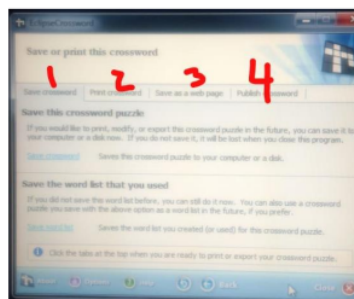 EclipseCrossword
Save or print this crossword
1 2 3 4
Save crossword Print crossword Save as a web page Publish crossword
Save this crossword puzzle
If you would like to print, modify, or export this crossword puzzle in the future, you can save it to
your computer or a disk now. If you do not save it, it will be lost when you close this program.
Save crossword Saves this crossword puzzle to your computer or a disk.
Save the word list that you used
If you did not save this word list before, you can still do it now. You can also use a crossword
puzzle you save with the above option as a word list in the future, if you prefer.
Save word list Saves the word list you created (or used) for this crossword puzzle.
Click the tabs at the top when you are ready to print or export your crossword puzzle.
Options Help Back Close